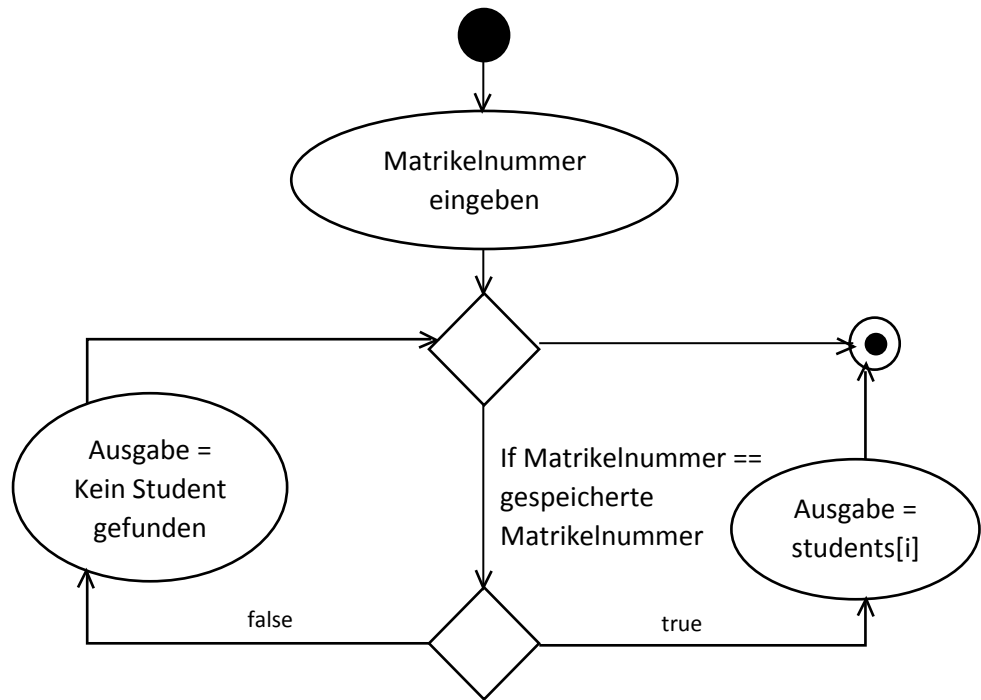 Matrikelnummer
eingeben
Ausgabe =
Kein Student
gefunden
If Matrikelnummer ==
gespeicherte
Matrikelnummer
Ausgabe =
students[i]
false
true